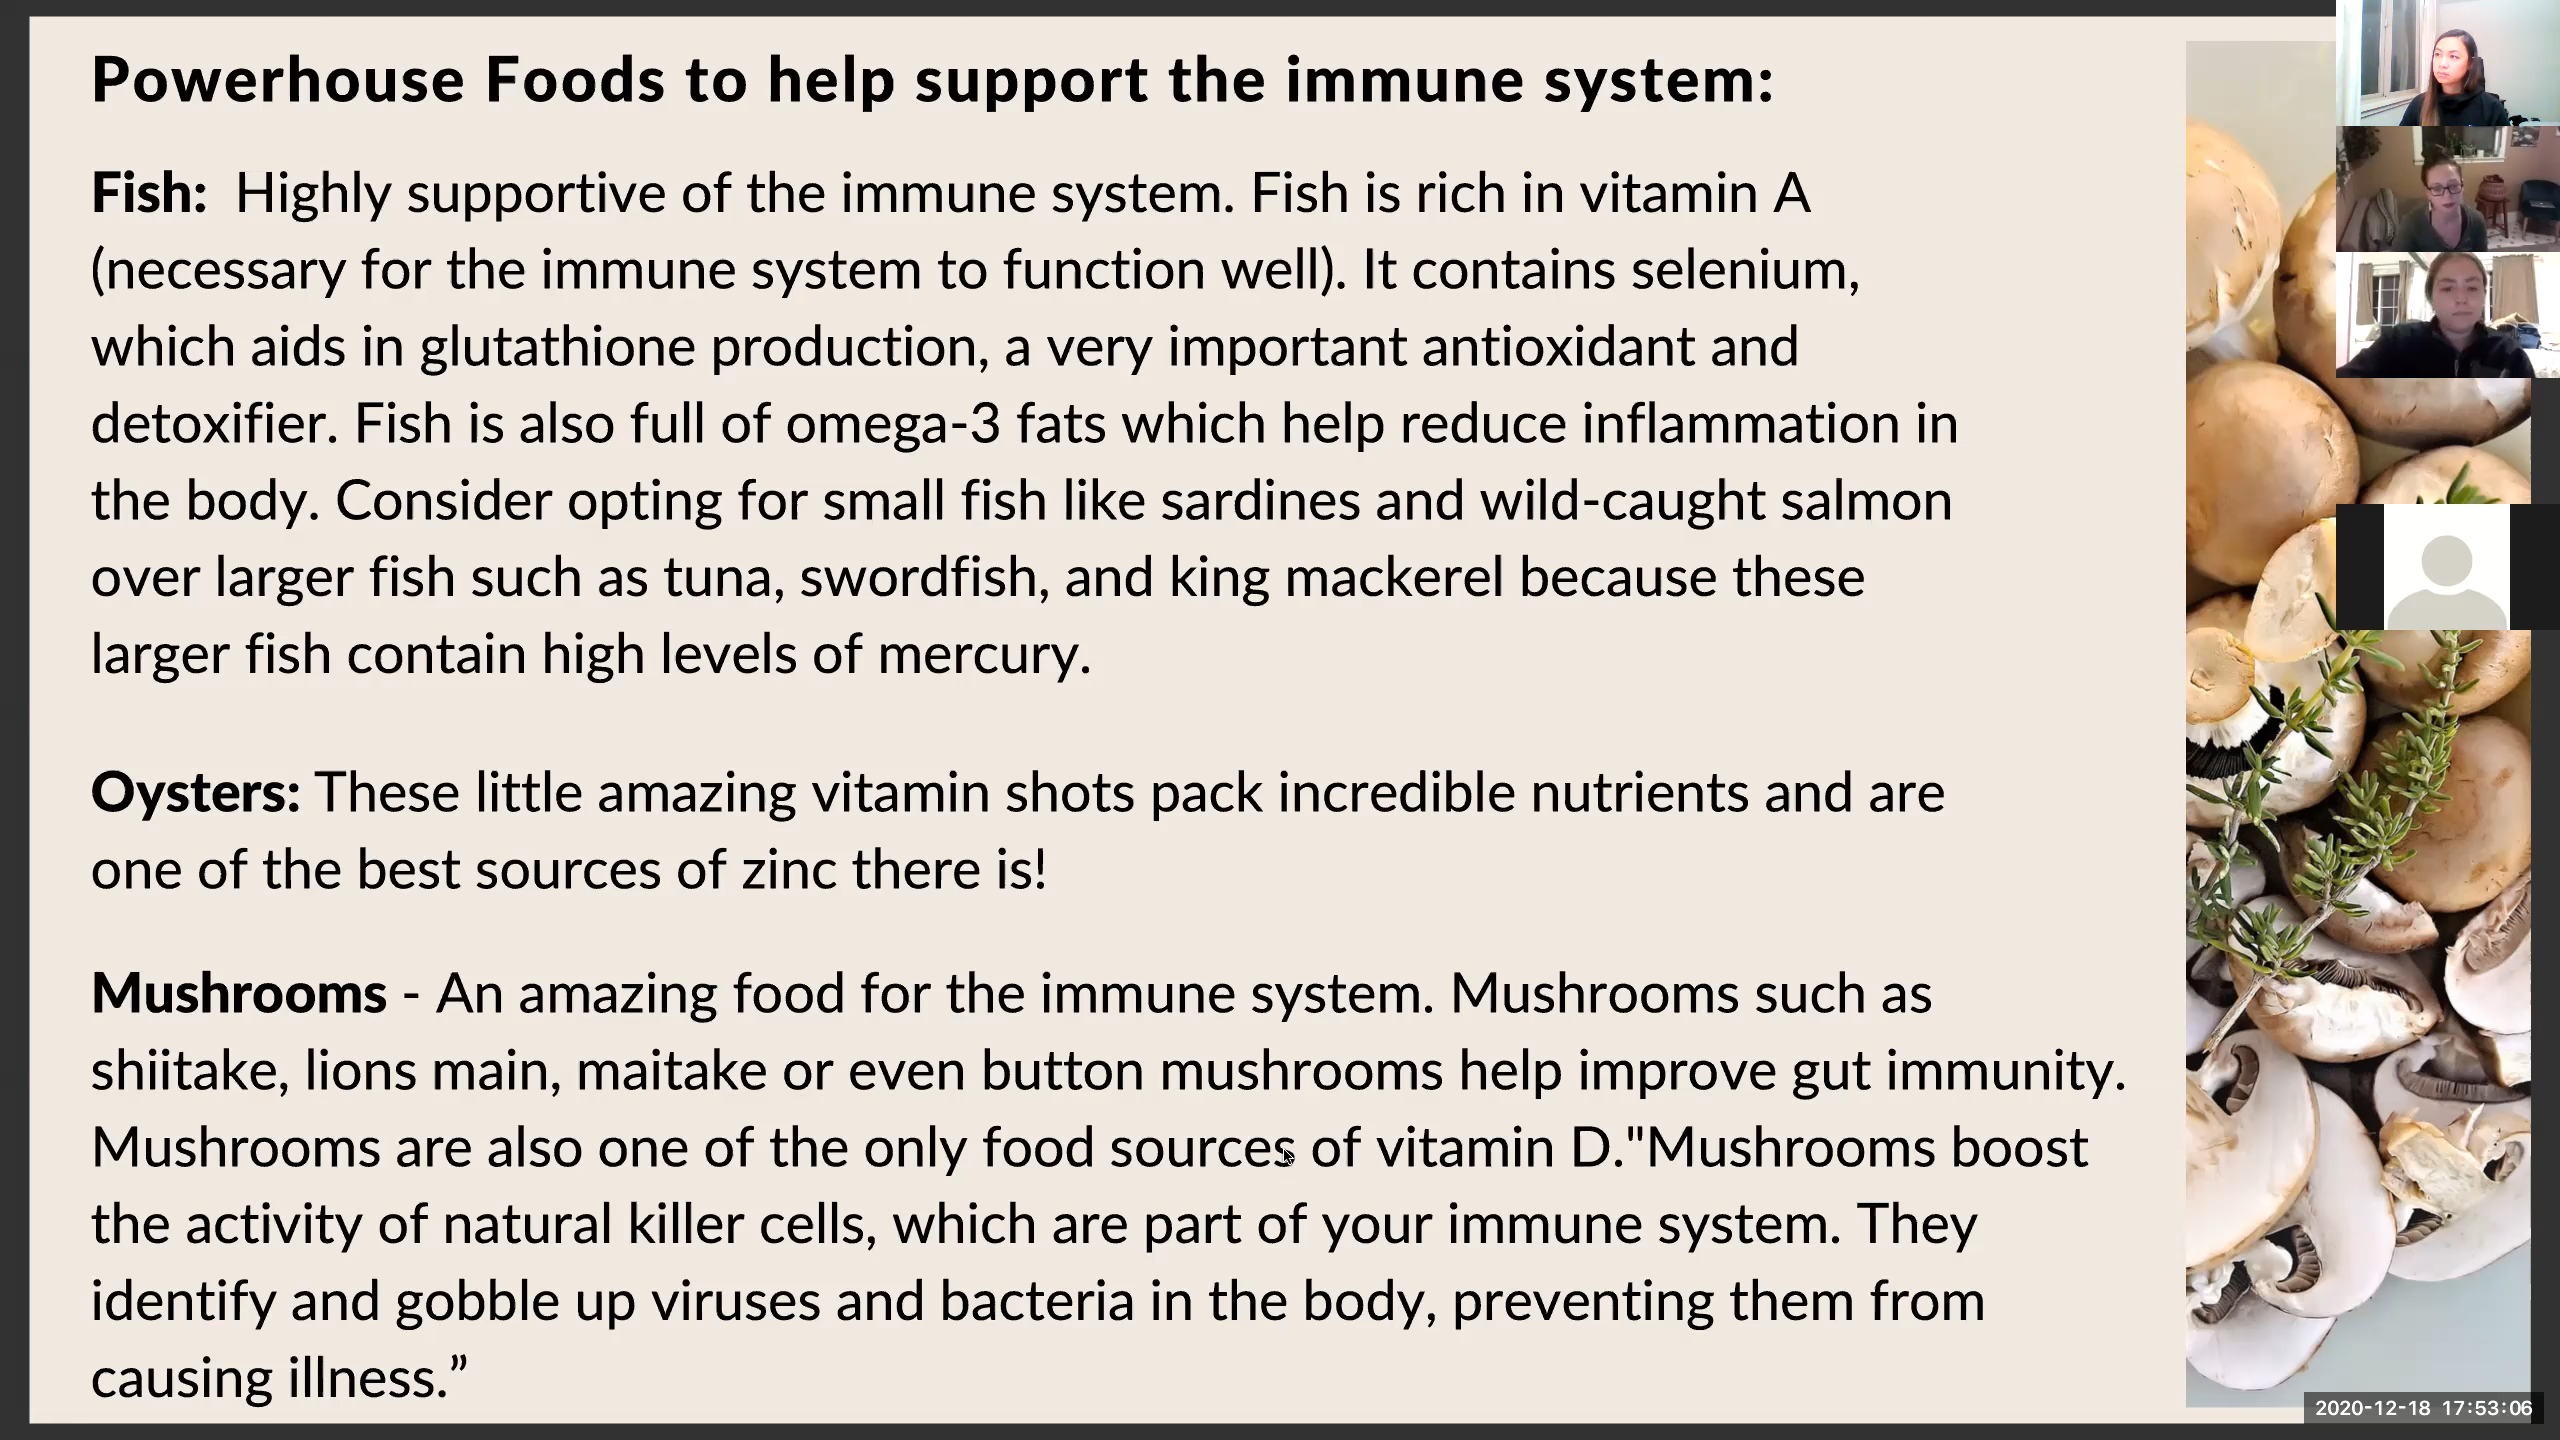 Powerhouse Foods to help support the immune system:
Fish: Highly supportive of the immune system. Fish is rich in vitamin A
(necessary for the immune system to function well). It contains selenium,
which aids in glutathione production, a very important antioxidant and
detoxifier. Fish is also full of omega-3 fats which help reduce inflammation in
the body. Consider opting for small fish like sardines and wild-caught salmon
over larger fish such as tuna, swordfish, and king mackerel because these
larger fish contain high levels of mercury.
Oysters: These little amazing vitamin shots pack incredible nutrients and are
one of the best sources of zinc there is!
Mushrooms - An amazing food for the immune system. Mushrooms such as
shiitake, lions main, maitake or even button mushrooms help improve gut immunity.
Mushrooms are also one of the only food sources of vitamin D."Mushrooms boost
the activity of natural killer cells, which are part of your immune system. They
identify and gobble up viruses and bacteria in the body, preventing them from
causing illness.”
2020-12-18 17:53:06